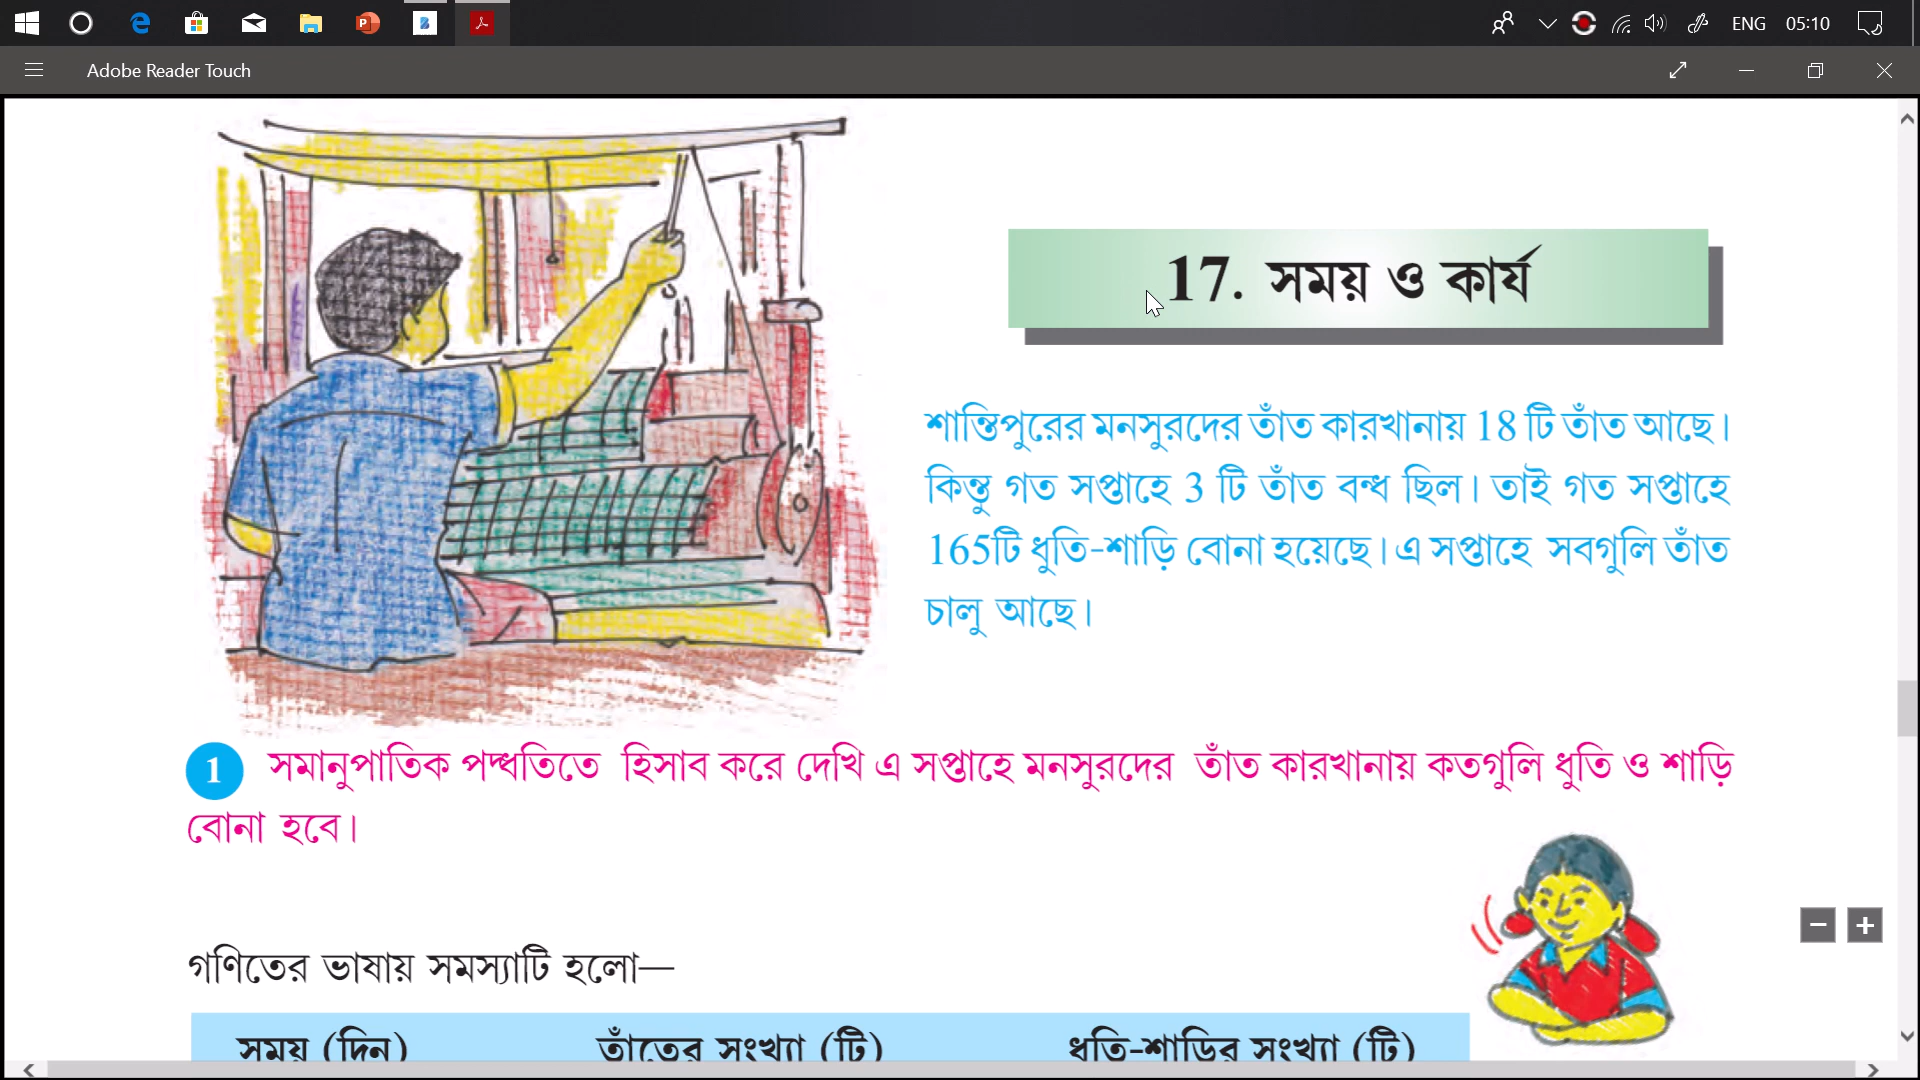 ENG 05:10
Adobe Reader Touch
17. সময় ও কার্য
শান্তিপুরের মনসুরদের তাঁত কারখানায় 18 টি তাঁত আছে।
কিন্তু গত সপ্তাহে 3 টি তাঁত বন্ধ ছিল। তাই গত সপ্তাহে
165টি ধুতি-শাড়ি বোনা হয়েছে। এ সপ্তাহে সবগুলি তাঁত
চালু আছে।
1 সমানুপাতিক পদ্ধতিতে হিসাব করে দেখি এ সপ্তাহে মনসুরদের তাঁত কারখানায় কতগুলি ধুতি ও শাড়ি
বোনা হবে।
গণিতের ভাষায় সমস্যাটি হলো—
সময় (দিন) তাঁতের সংখ্যা (টি) ধুতি-শাড়ির সংখ্যা (টি)